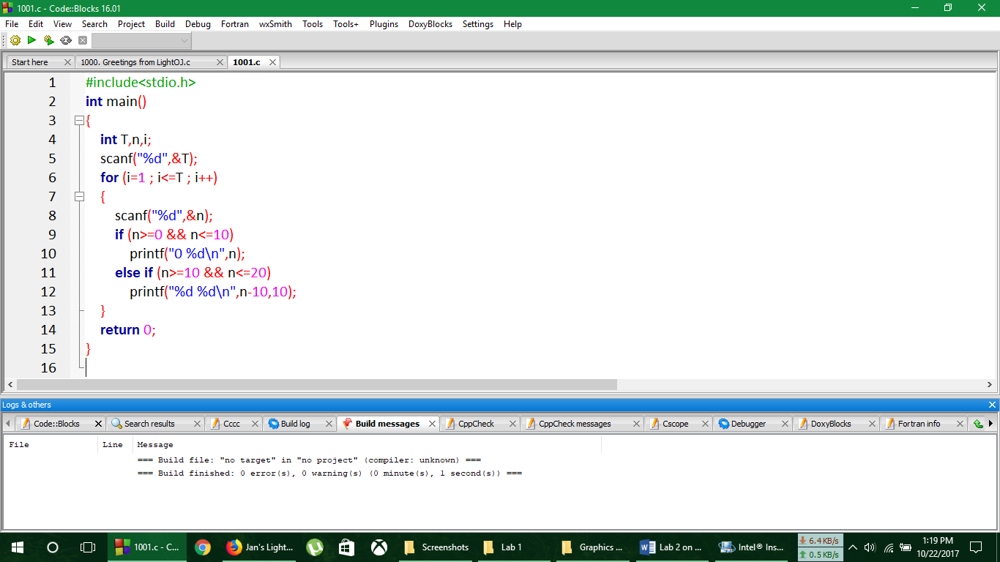 1001.c - Code::Blocks 16.01
File Edit View Search Project Build Debug Fortran wxSmith Tools Tools+ Plugins DoxyBlocks Settings Help
Start here 1000. Greetings from LightOJ.c 1001.c
1 #include<stdio.h>
2 int main()
3 {
4 int T,n,i;
5 scanf("%d",&T);
6 for (i=1 ; i<=T ; i++)
7 {
8 scanf("%d",&n);
9 if (n>=0 && n<=10)
10 printf("0 %d\n",n);
11 else if (n>=10 && n<=20)
12 printf("%d %d\n",n-10,10);
13 }
14 return 0;
15 }
16
Logs & others
Code::Blocks Search results Cccc Build log Build messages CppCheck CppCheck messages Cscope Debugger DoxyBlocks Fortran info
File Line Message
=== Build file: "no target" in "no project" (compiler: unknown) ===
=== Build finished: 0 error(s), 0 warning(s) (0 minute(s), 1 second(s)) ===
1001.c - C... Jan's Light... Screenshots Lab 1 Graphics ... Lab 2 on ... Intel® Ins... 6.4 KB/s 1:19 PM
0.5 KB/s 10/22/2017